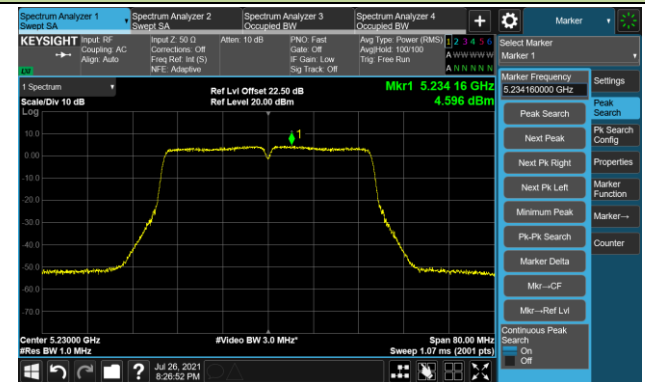 Spectrum Analyzer 1
Swept SA
Spectrum Analyzer 2
Swept SA
Spectrum Analyzer 3
Occupied BW
Spectrum Analyzer 4
Occupied BW
+
Marker
KEYSIGHT
Input: RF
Coupling: AC
Align: Auto
Input Z: 50 Ω
Corrections: Off
Freq Ref: Int (S)
NFE: Adaptive
Atten: 10 dB
PNO: Fast
Gate: Off
IF Gain: Low
Sig Track: Off
Avg Type: Power (RMS)
Avg|Hold: 100/100
Trig: Free Run
1 2 3 4 5 6
A W W W W W
A N N N N N
Select Marker
Marker 1
1 Spectrum
Scale/Div 10 dB
Log
Ref Lvl Offset 22.50 dB
Ref Level 20.00 dBm
Mkr1 5.234 16 GHz
4.596 dBm
10.0
0.00
-10.0
-20.0
-30.0
-40.0
-50.0
-60.0
-70.0
1
Center 5.23000 GHz
#Res BW 1.0 MHz
#Video BW 3.0 MHz*
Span 80.00 MHz
Sweep 1.07 ms (2001 pts)
Marker Frequency
5.234160000 GHz
Peak Search
Next Peak
Next Pk Right
Next Pk Left
Minimum Peak
Pk-Pk Search
Marker Delta
Mkr→CF
Mkr→Ref Lvl
Continuous Peak
Search
On
Off
Settings
Peak
Search
Pk Search
Config
Properties
Marker
Function
Marker→
Counter
?
Jul 26, 2021
8:26:52 PM